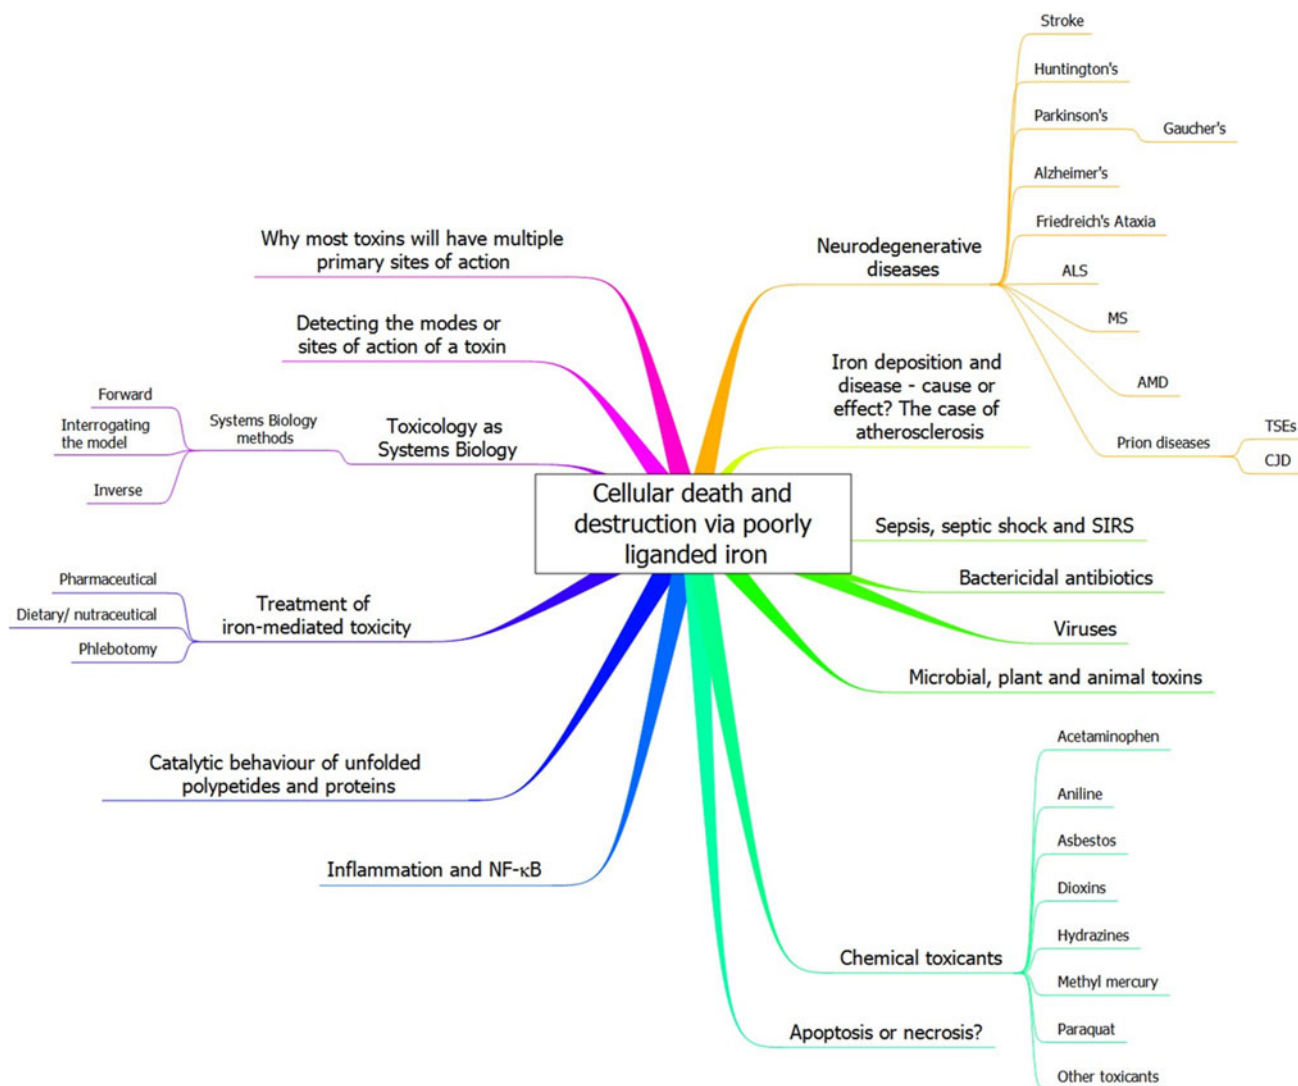 Stroke
Huntington's
Parkinson's
Gaucher's
Alzheimer's
Friedreich's Ataxia
ALS
MS
AMD
Prion diseases
TSEs
CJD
Neurodegenerative
diseases
Iron deposition and
disease - cause or
effect? The case of
atherosclerosis
Sepsis, septic shock and SIRS
Bactericidal antibiotics
Viruses
Microbial, plant and animal toxins
Acetaminophen
Aniline
Asbestos
Dioxins
Hydrazines
Methyl mercury
Paraquat
Other toxicants
Chemical toxicants
Apoptosis or necrosis?
Cellular death and
destruction via poorly
liganded iron
Why most toxins will have multiple
primary sites of action
Detecting the modes or
sites of action of a toxin
Toxicology as
Systems Biology
Systems Biology
methods
Forward
Interrogating
the model
Inverse
Treatment of
iron-mediated toxicity
Pharmaceutical
Dietary/ nutraceutical
Phlebotomy
Catalytic behaviour of unfolded
polypetides and proteins
Inflammation and NF-κB